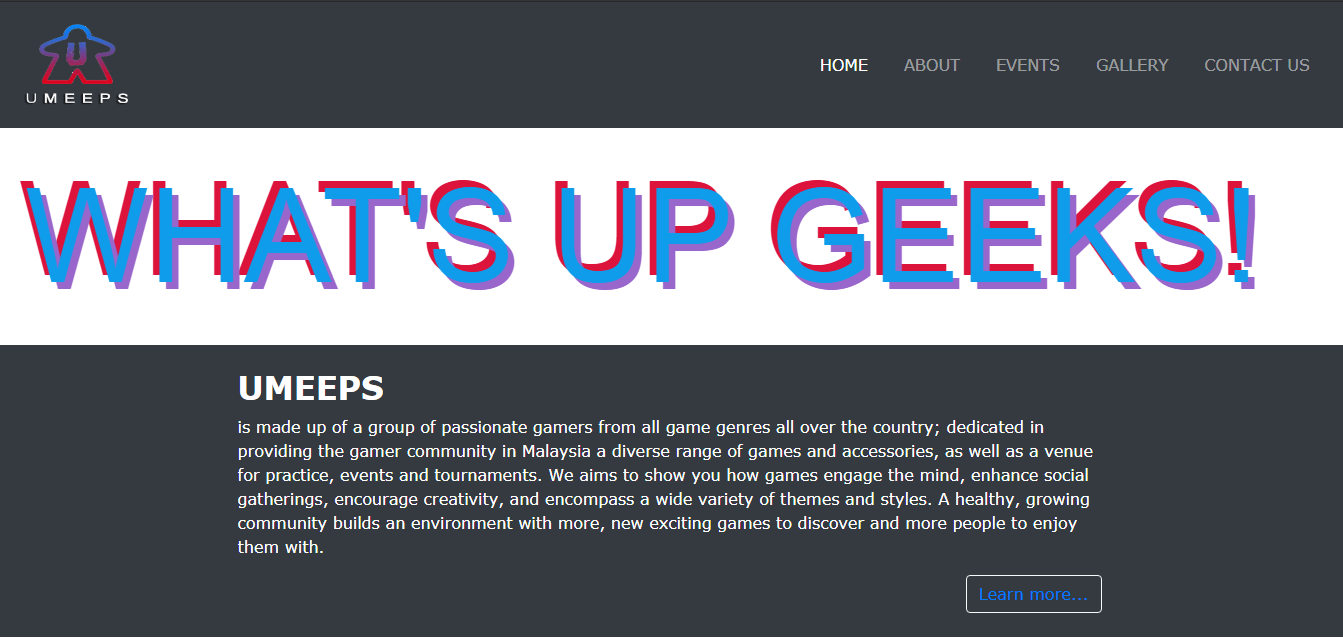 U
UMEEPS
HOME ABOUT EVENTS GALLERY CONTACT US
WHAT'S UP GEEKS!
UMEEPS
is made up of a group of passionate gamers from all game genres all over the country; dedicated in
providing the gamer community in Malaysia a diverse range of games and accessories, as well as a venue
for practice, events and tournaments. We aims to show you how games engage the mind, enhance social
gatherings, encourage creativity, and encompass a wide variety of themes and styles. A healthy, growing
community builds an environment with more, new exciting games to discover and more people to enjoy
them with.
Learn more...